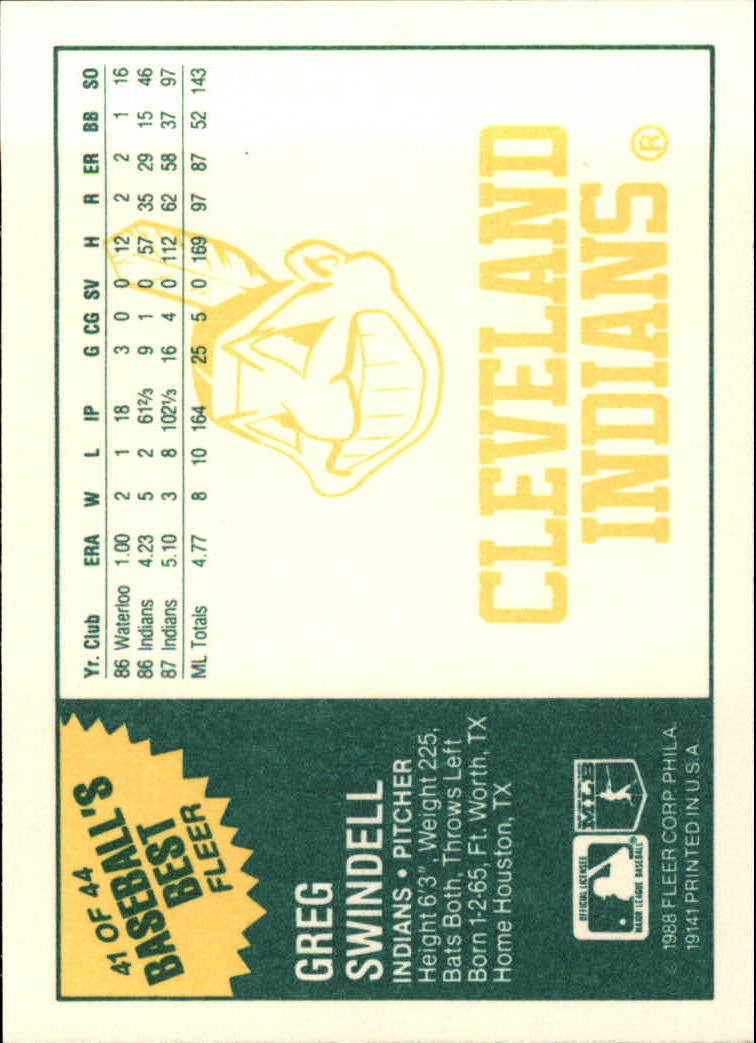 41 OF 44
BASEBALL'S
BEST
FLEER
GREG
SWINDELL
INDIANS • PITCHER
Height 6'3", Weight 225,
Bats Both, Throws Left
Born 1-2-65, Ft. Worth, TX
Home Houston, TX
OFFICIAL LICENSEE
MAJOR LEAGUE BASEBALL®
© 1988 FLEER CORP. PHILA.
19141 PRINTED IN U.S.A.
Yr. Club ERA W L IP G CG SV H R ER BB SO
86 Waterloo 1.00 2 1 18 3 0 0 12 2 2 1 16
86 Indians 4.23 5 2 61⅔ 9 1 0 57 35 29 15 46
87 Indians 5.10 3 8 102⅓ 16 4 0 112 62 58 37 97
ML Totals 4.77 8 10 164 25 5 0 169 97 87 52 143
CLEVELAND
INDIANS ®